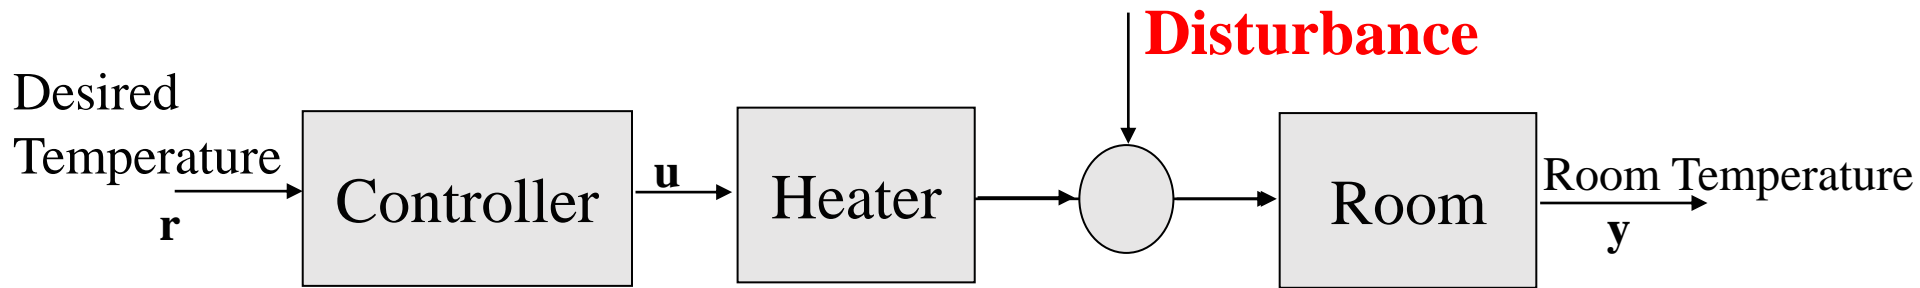 Disturbance
Desired
Temperature
r
Controller
u
Heater
Room
Room Temperature
y